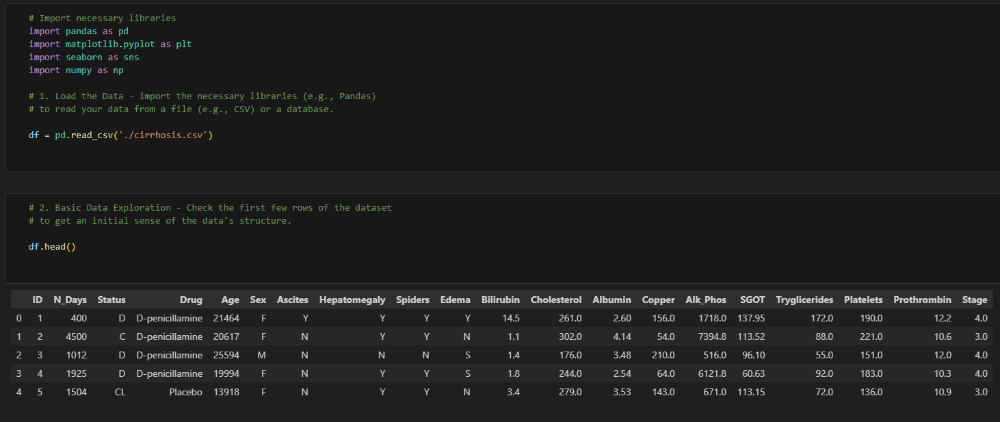 # Import necessary libraries
import pandas as pd
import matplotlib.pyplot as plt
import seaborn as sns
import numpy as np
# 1. Load the Data - import the necessary libraries (e.g., Pandas)
# to read your data from a file (e.g., CSV) or a database.
df = pd.read_csv('./cirrhosis.csv')
# 2. Basic Data Exploration - Check the first few rows of the dataset
# to get an initial sense of the data's structure.
df.head()
ID N_Days Status Drug Age Sex Ascites Hepatomegaly Spiders Edema Bilirubin Cholesterol Albumin Copper Alk_Phos SGOT Tryglicerides Platelets Prothrombin Stage
0 1 400 D D-penicillamine 21464 F Y Y Y Y 14.5 261.0 2.60 156.0 1718.0 137.95 172.0 190.0 12.2 4.0
1 2 4500 C D-penicillamine 20617 F N Y Y N 1.1 302.0 4.14 54.0 7394.8 113.52 88.0 221.0 10.6 3.0
2 3 1012 D D-penicillamine 25594 M N N N S 1.4 176.0 3.48 210.0 516.0 96.10 55.0 151.0 12.0 4.0
3 4 1925 D D-penicillamine 19994 F N Y Y S 1.8 244.0 2.54 64.0 6121.8 60.63 92.0 183.0 10.3 4.0
4 5 1504 CL Placebo 13918 F N Y Y N 3.4 279.0 3.53 143.0 671.0 113.15 72.0 136.0 10.9 3.0